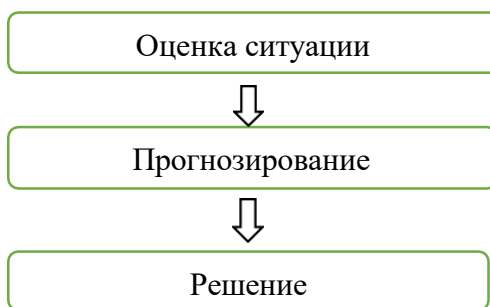 Оценка ситуации
Прогнозирование
Решение